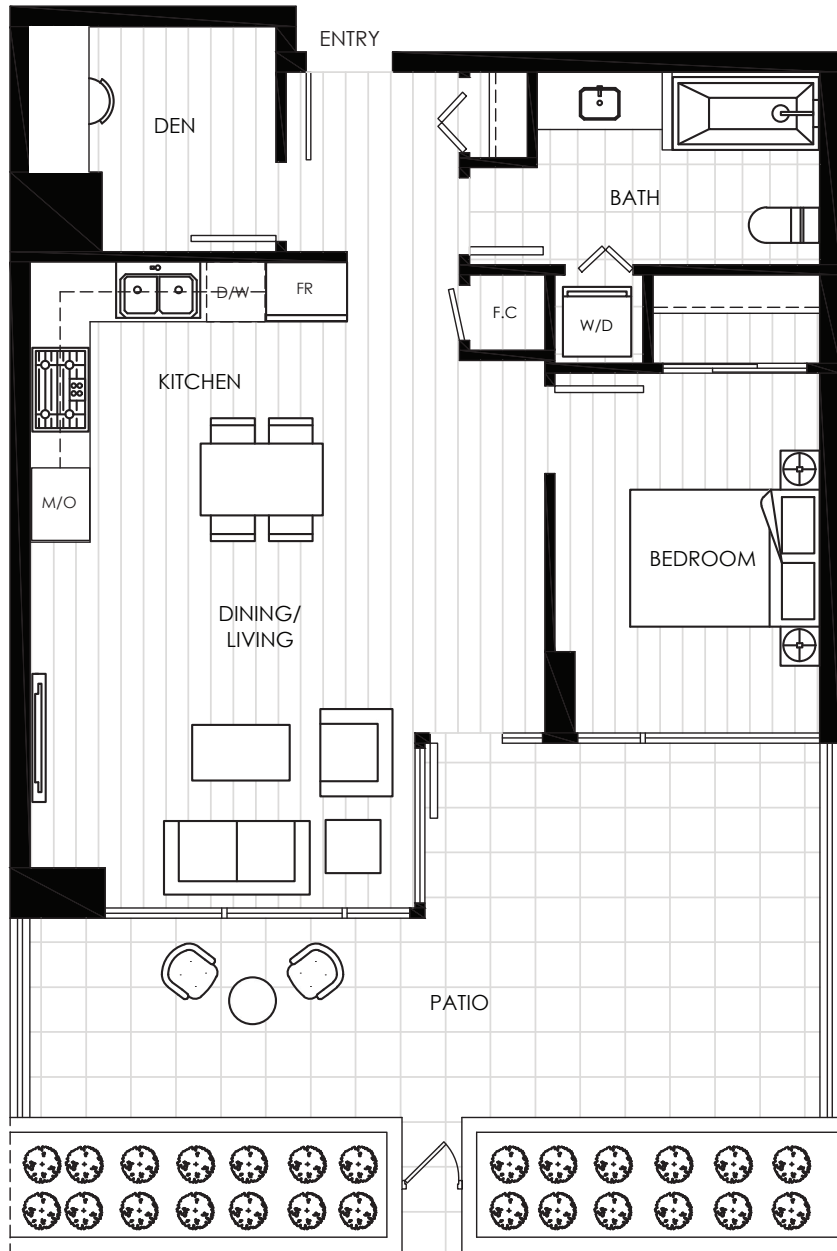 ENTRY
DEN
BATH
D/W
FR
F.C
W/D
KITCHEN
M/O
BEDROOM
DINING/
LIVING
PATIO